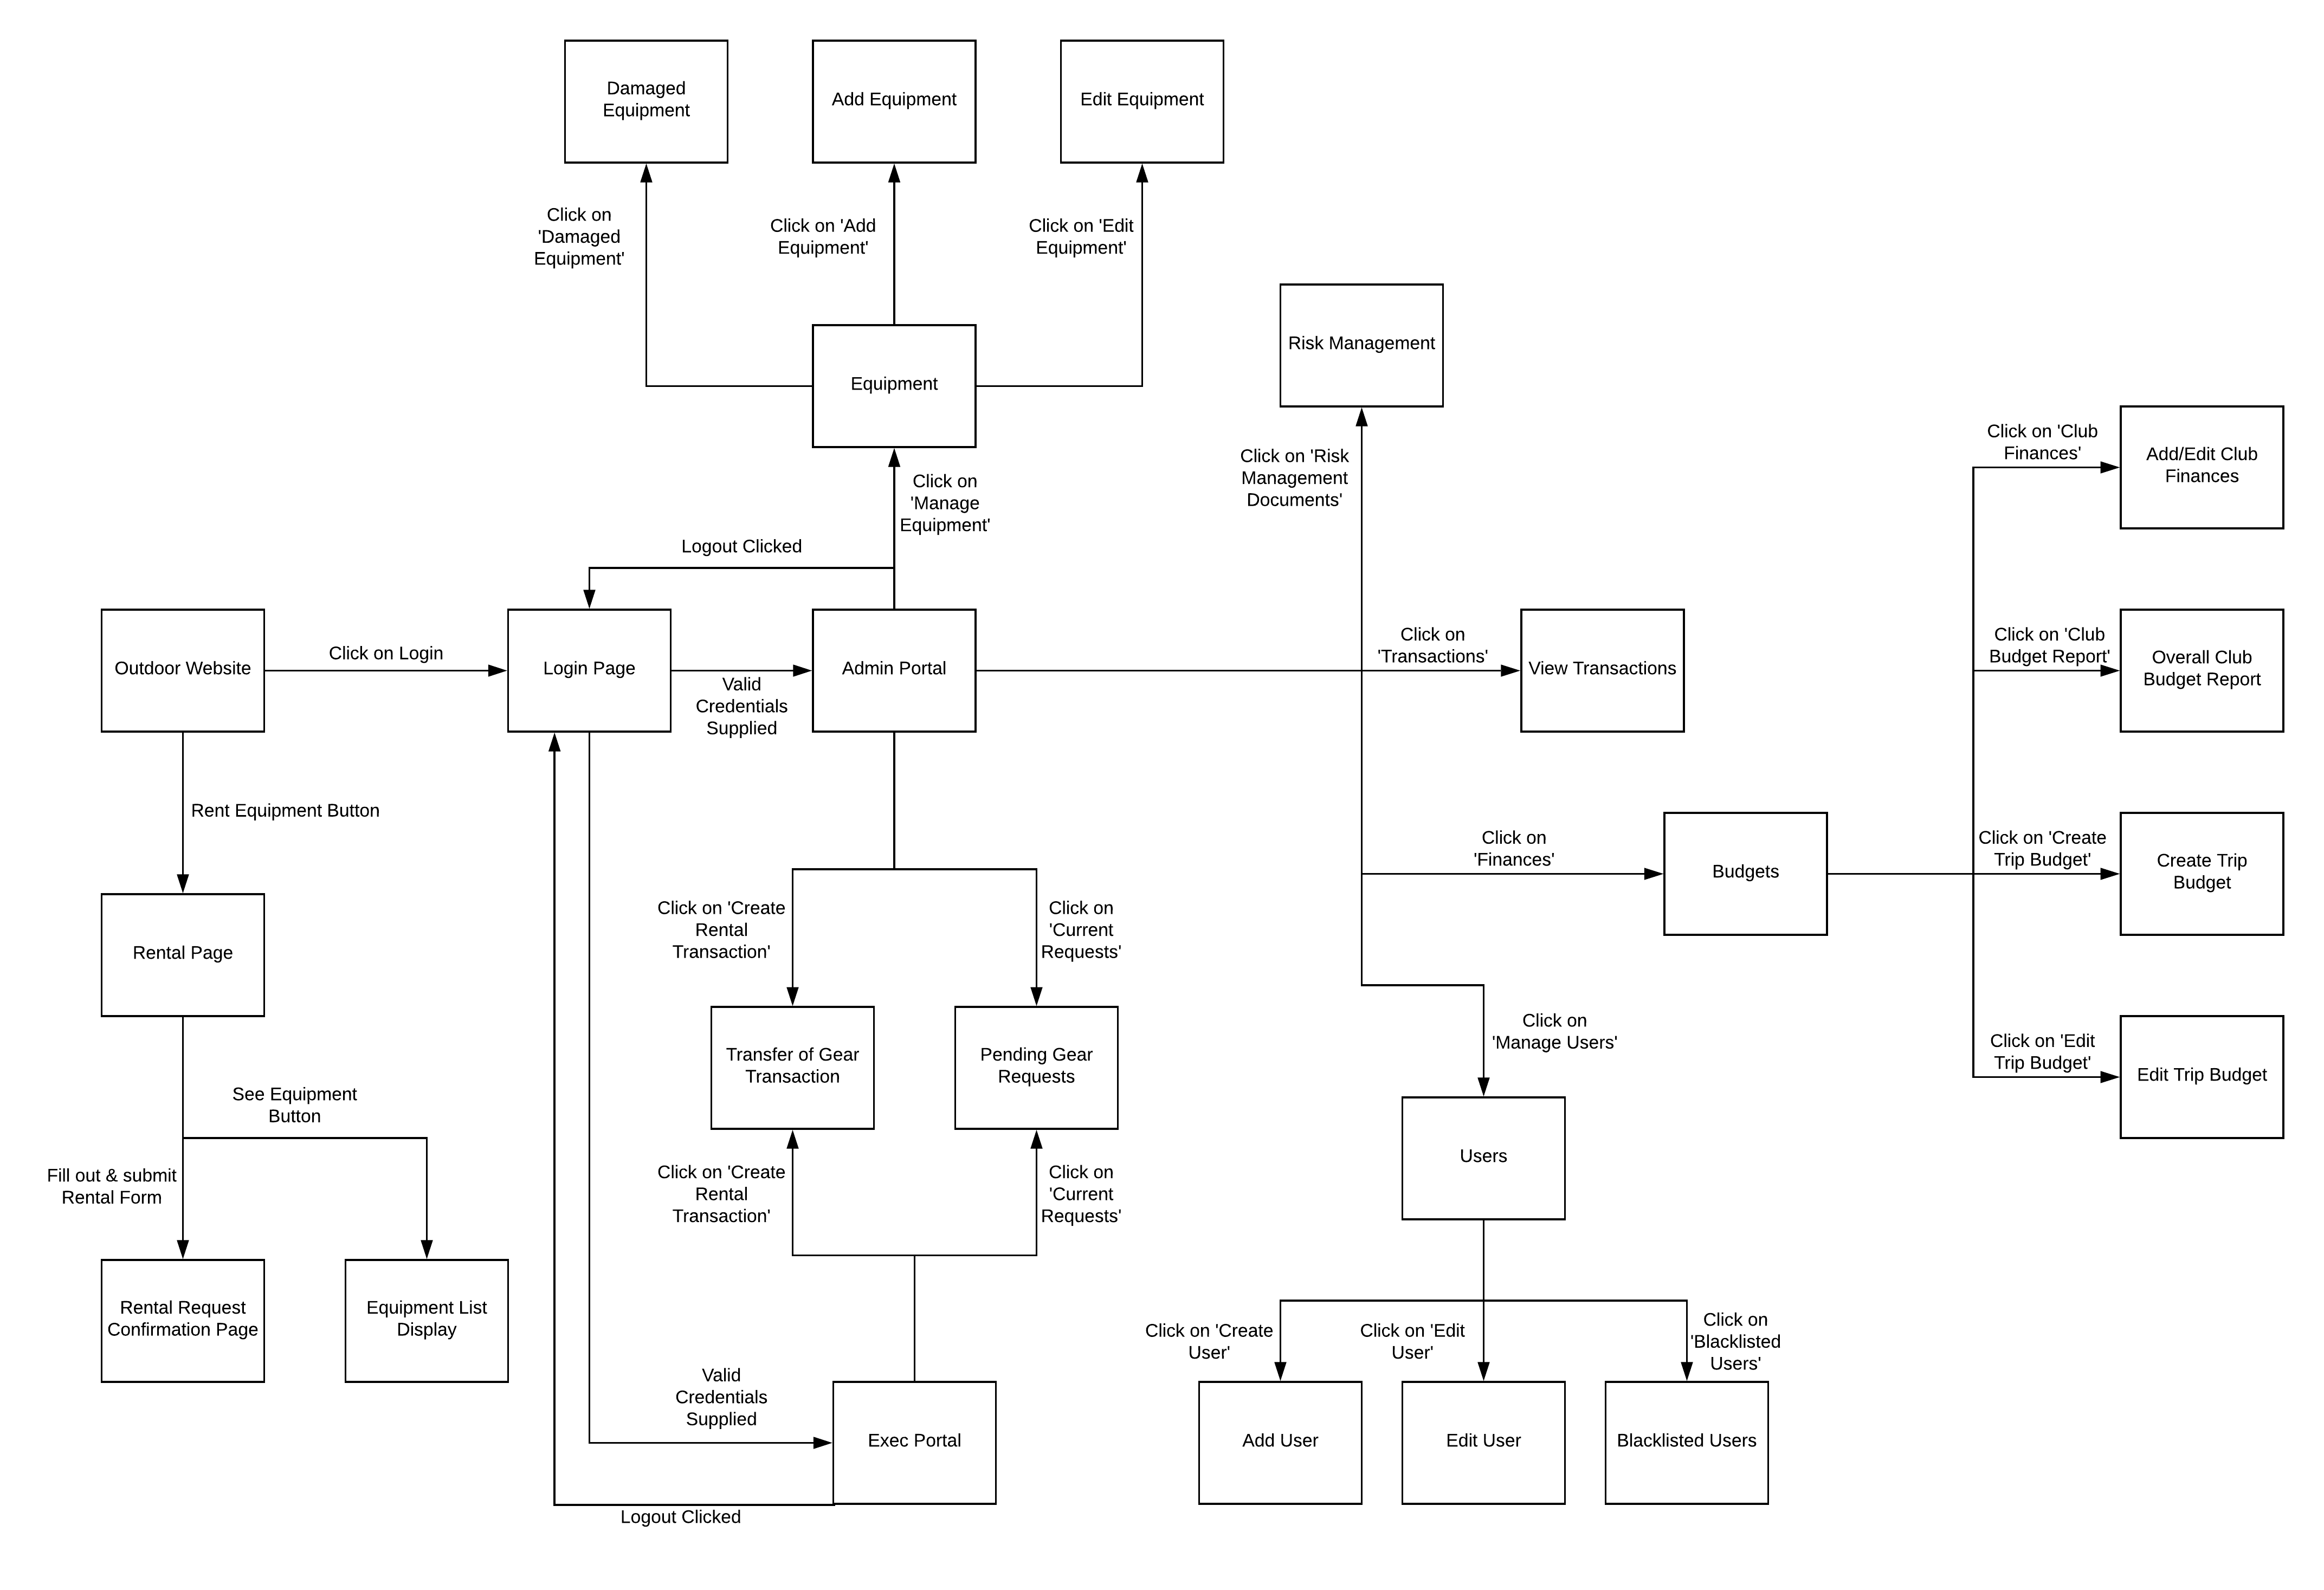 Damaged
Equipment
Add Equipment
Edit Equipment
Click on
'Damaged
Equipment'
Click on 'Add
Equipment'
Click on 'Edit
Equipment'
Equipment
Risk Management
Click on
'Manage
Equipment'
Click on 'Risk
Management
Documents'
Click on 'Club
Finances'
Add/Edit Club
Finances
Logout Clicked
Outdoor Website
Click on Login
Login Page
Valid
Credentials
Supplied
Admin Portal
Click on
'Transactions'
View Transactions
Click on 'Club
Budget Report'
Overall Club
Budget Report
Rent Equipment Button
Click on
'Finances'
Budgets
Click on 'Create
Trip Budget'
Create Trip
Budget
Rental Page
Click on 'Create
Rental
Transaction'
Click on
'Current
Requests'
Transfer of Gear
Transaction
Pending Gear
Requests
Click on
'Manage Users'
Click on 'Edit
Trip Budget'
Edit Trip Budget
See Equipment
Button
Fill out & submit
Rental Form
Click on 'Create
Rental
Transaction'
Click on
'Current
Requests'
Users
Rental Request
Confirmation Page
Equipment List
Display
Click on 'Create
User'
Click on 'Edit
User'
Click on
'Blacklisted
Users'
Valid
Credentials
Supplied
Exec Portal
Add User
Edit User
Blacklisted Users
Logout Clicked